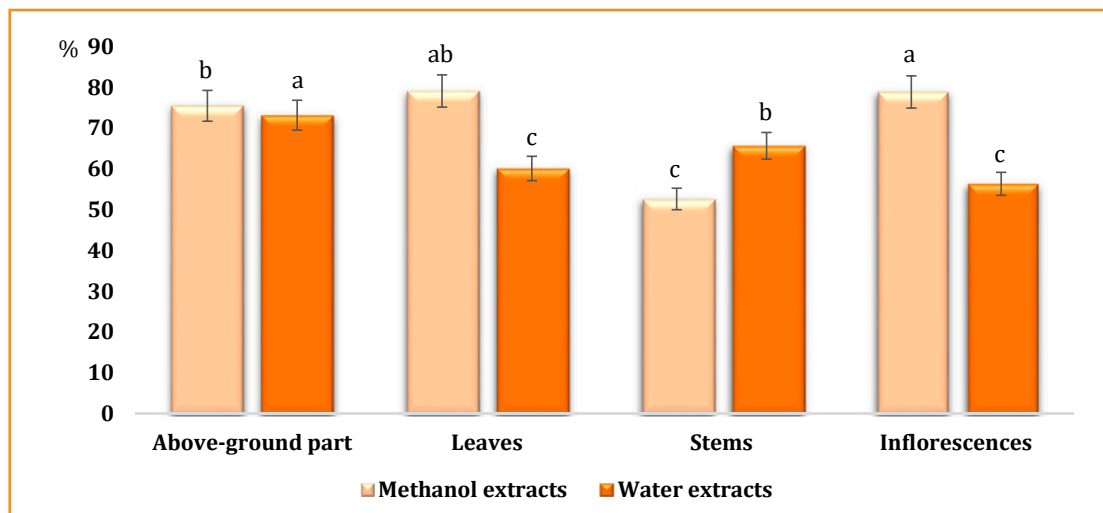 %
90
80
70
60
50
40
30
20
10
0
b
a
ab
c
c
b
a
c
Above-ground part
Leaves
Stems
Inflorescences
Methanol extracts
Water extracts